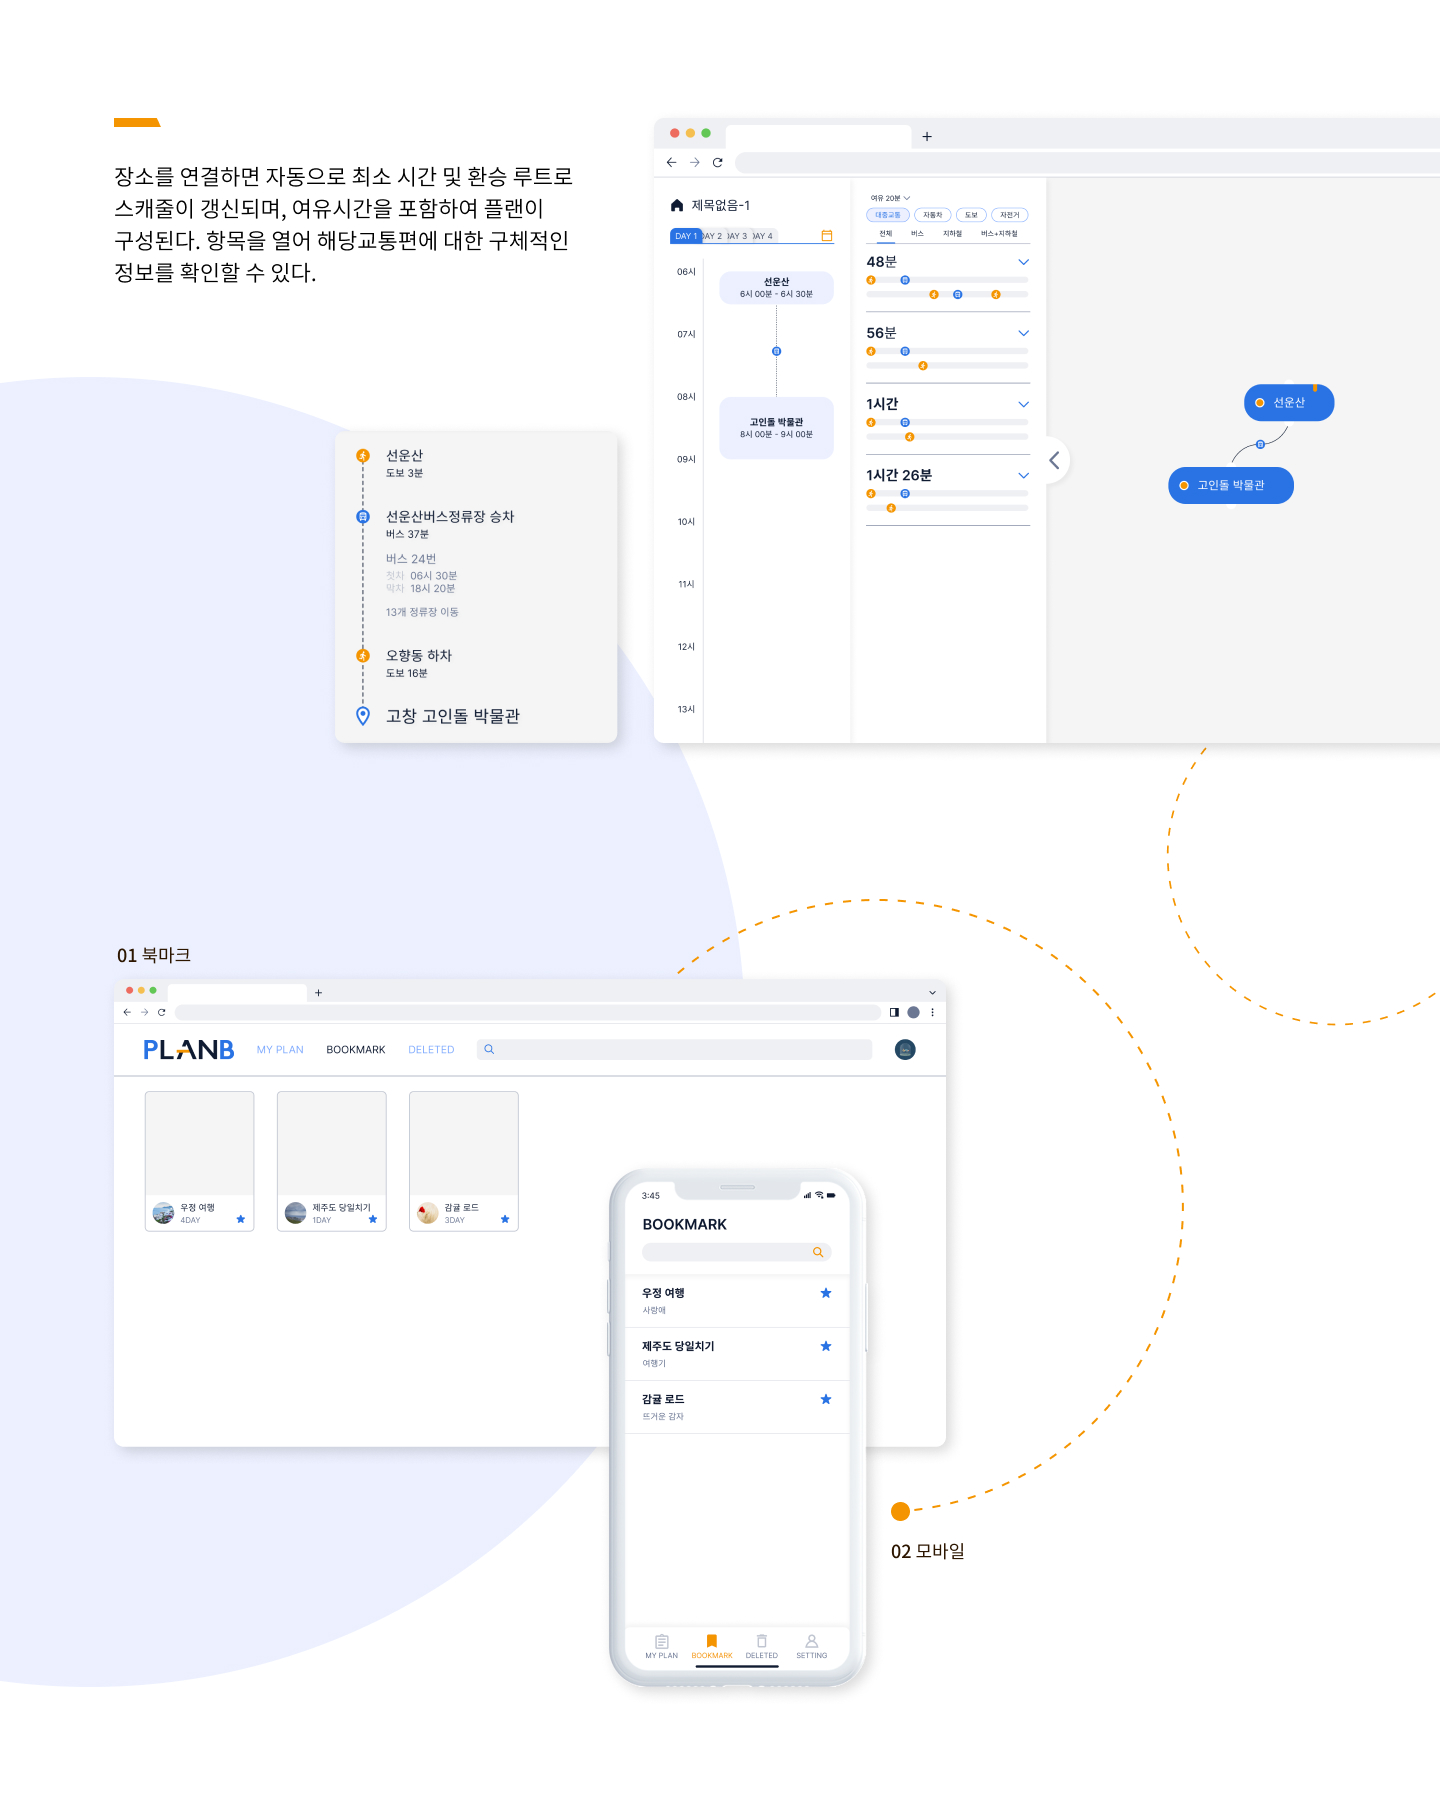 장소를 연결하면 자동으로 최소 시간 및 환승 루트로
스캐줄이 갱신되며, 여유시간을 포함하여 플랜이
구성된다. 항목을 열어 해당교통편에 대한 구체적인
정보를 확인할 수 있다.
제목없음-1
DAY 1
DAY 2
DAY 3
DAY 4
06시
07시
08시
09시
10시
11시
12시
13시
선운산
6시 00분 - 6시 30분
고인돌 박물관
8시 00분 - 9시 00분
여유 20분
대중교통
자동차
도보
자전거
전체
버스
지하철
버스+지하철
48분
56분
1시간
1시간 26분
선운산
고인돌 박물관
선운산
도보 3분
선운산버스정류장 승차
버스 37분
버스 24번
첫차 06시 30분
막차 18시 20분
13개 정류장 이동
오향동 하차
도보 16분
고창 고인돌 박물관
01 북마크
PLANB
MY PLAN
BOOKMARK
DELETED
우정 여행
4DAY
제주도 당일치기
1DAY
감귤 로드
3DAY
3:45
BOOKMARK
우정 여행
사랑해
제주도 당일치기
여행기
감귤 로드
뜨거운 감자
MY PLAN
BOOKMARK
DELETED
SETTING
02 모바일